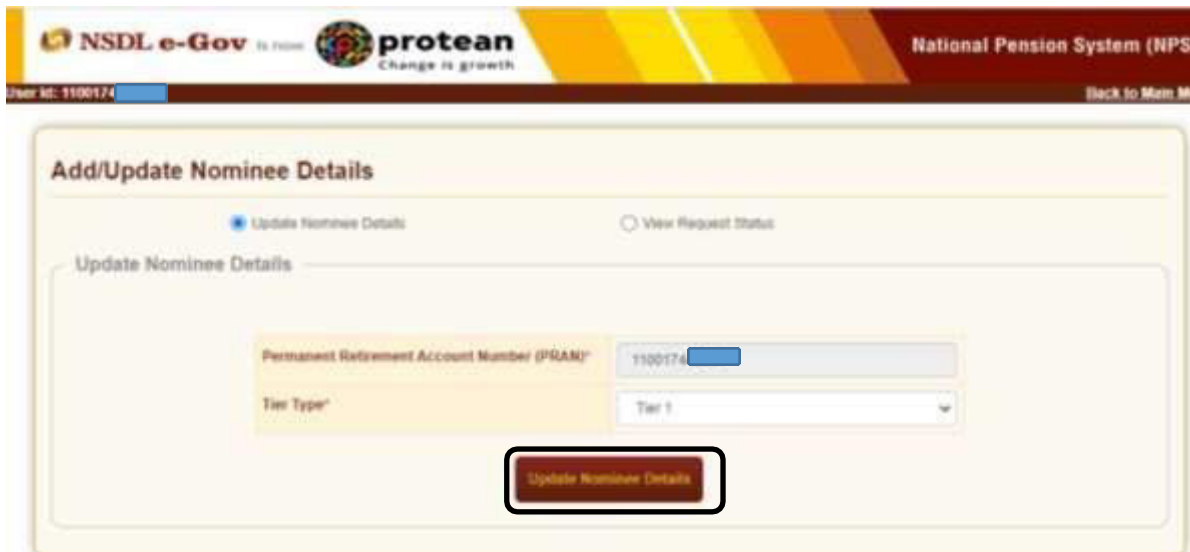 NSDL e-Gov is now protean
Change is growth
National Pension System (NPS
User Id: 1100174
Back to Main M
Add/Update Nominee Details
Update Nominee Details
View Request Status
Update Nominee Details
Permanent Retirement Account Number (PRAN)*
1100174
Tier Type*
Tier 1
Update Nominee Details